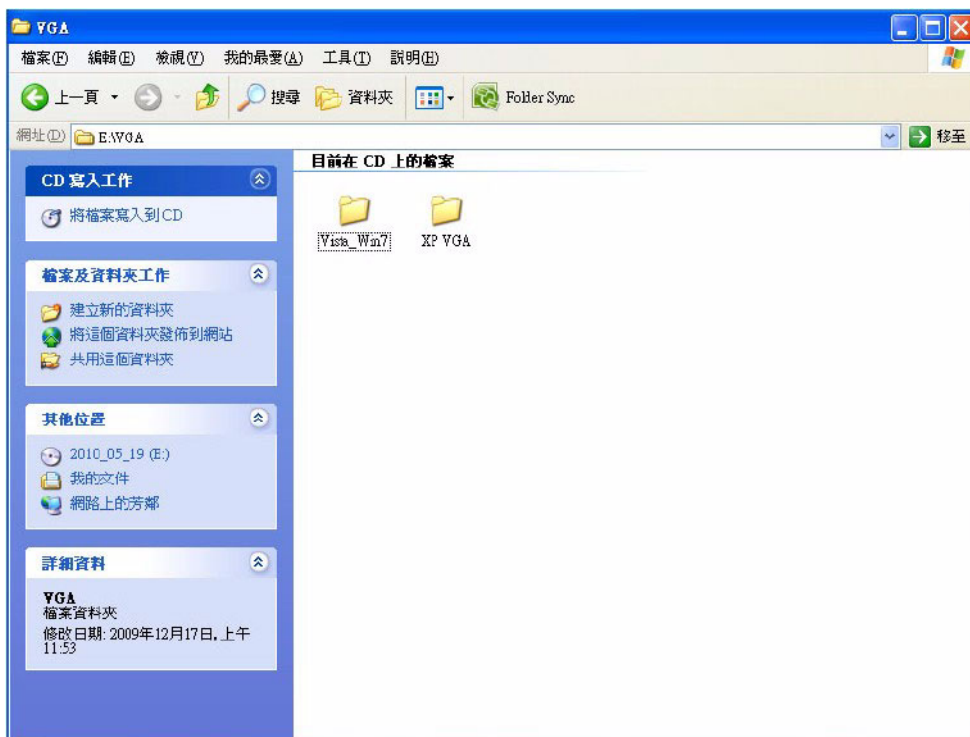 VGA
檔案(F) 編輯(E) 檢視(V) 我的最愛(A) 工具(T) 說明(H)
上一頁 搜尋 資料夾 Folder Sync
網址(D) E:\VGA 移至
目前在 CD 上的檔案
CD 寫入工作
將檔案寫入到 CD
Vista_Win7 XP VGA
檔案及資料夾工作
建立新的資料夾
將這個資料夾發佈到網站
共用這個資料夾
其他位置
2010_05_19 (E:)
我的文件
網路上的芳鄰
詳細資料
VGA
檔案資料夾
修改日期: 2009年12月17日, 上午
11:53